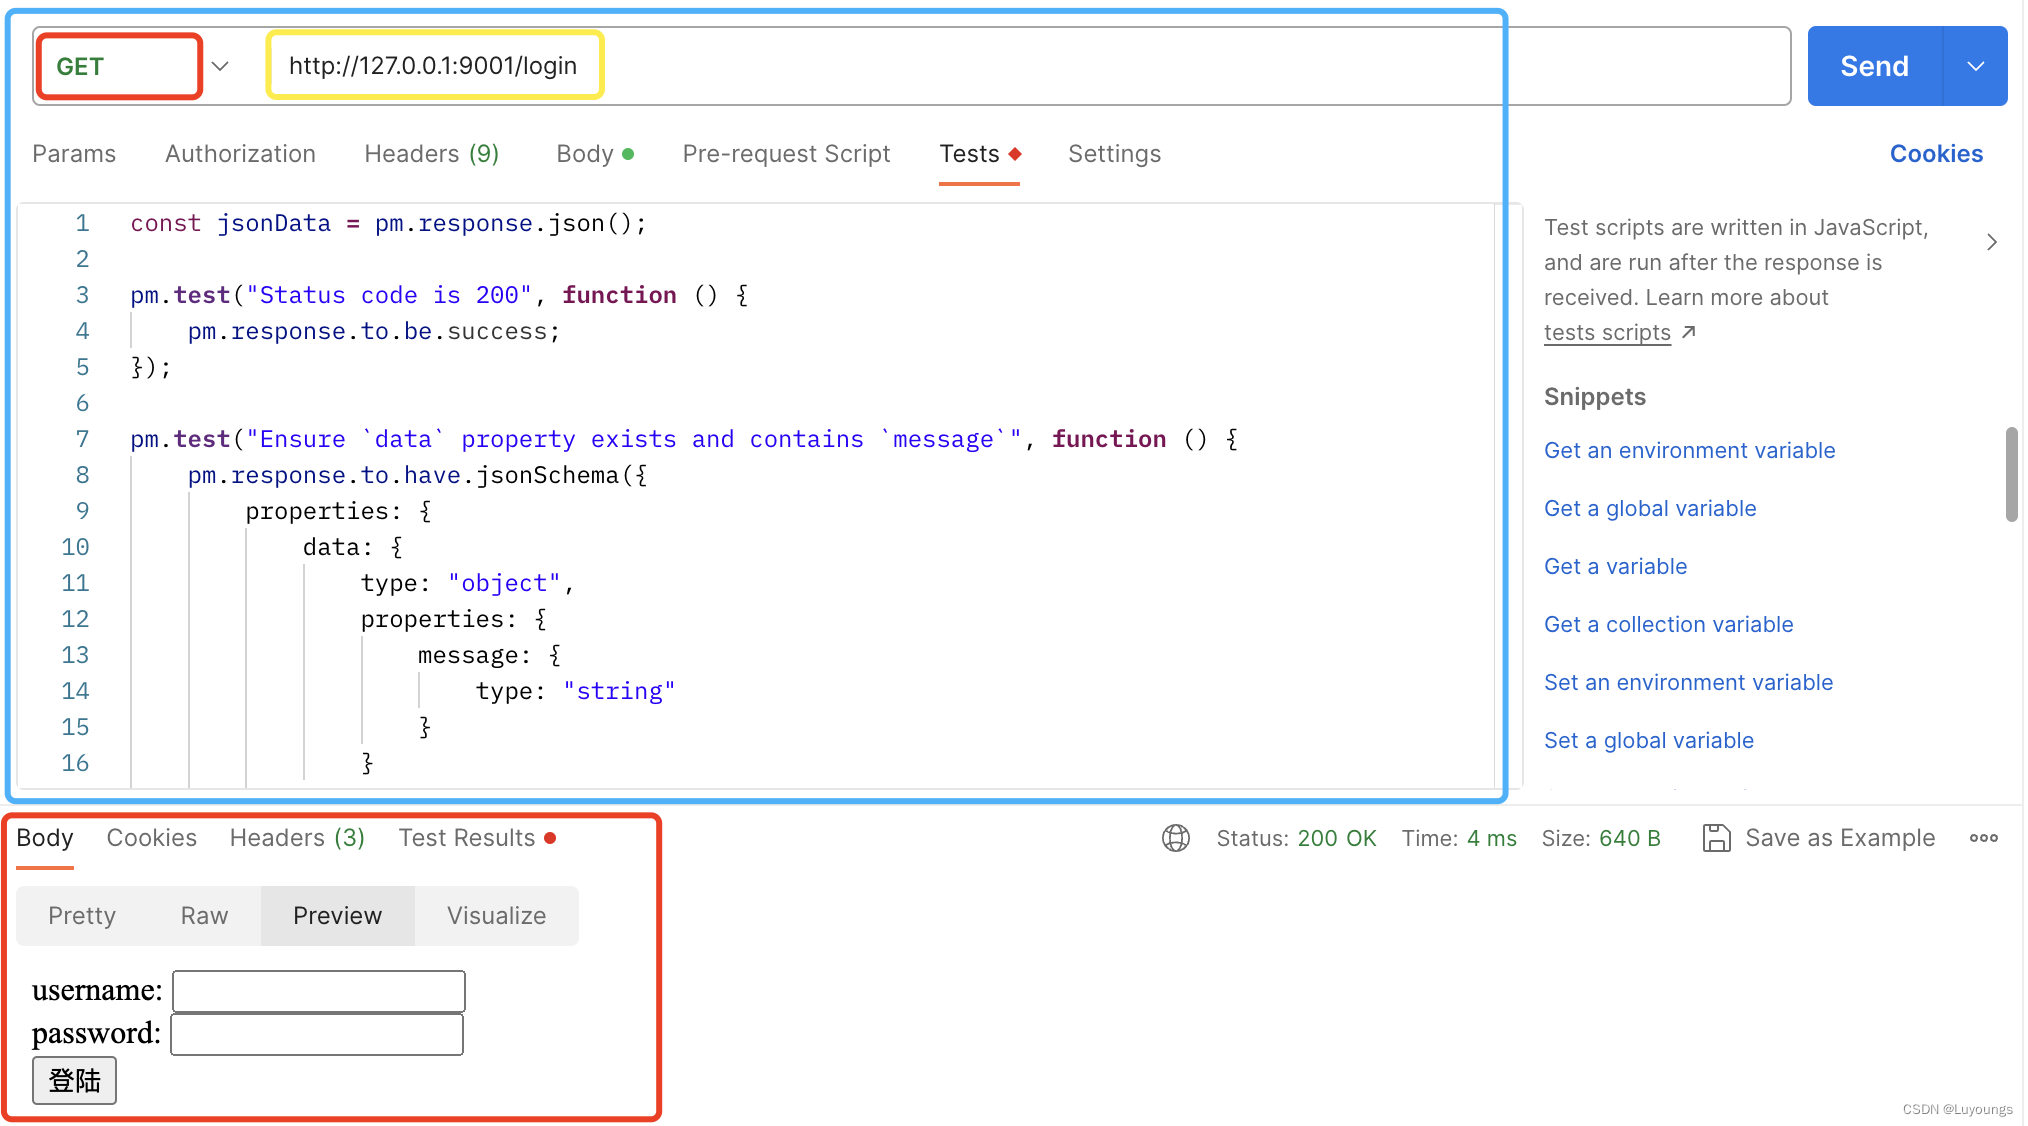 GET http://127.0.0.1:9001/login Send
Params Authorization Headers (9) Body Pre-request Script Tests Settings Cookies
1 const jsonData = pm.response.json();
2
3 pm.test("Status code is 200", function () {
4 pm.response.to.be.success;
5 });
6
7 pm.test("Ensure `data` property exists and contains `message`", function () {
8 pm.response.to.have.jsonSchema({
9 properties: {
10 data: {
11 type: "object",
12 properties: {
13 message: {
14 type: "string"
15 }
16 }
Test scripts are written in JavaScript,
and are run after the response is
received. Learn more about
tests scripts ↗
Snippets
Get an environment variable
Get a global variable
Get a variable
Get a collection variable
Set an environment variable
Set a global variable
Body Cookies Headers (3) Test Results Status: 200 OK Time: 4 ms Size: 640 B Save as Example
Pretty Raw Preview Visualize
username:
password:
登陆
CSDN @Luyoungs